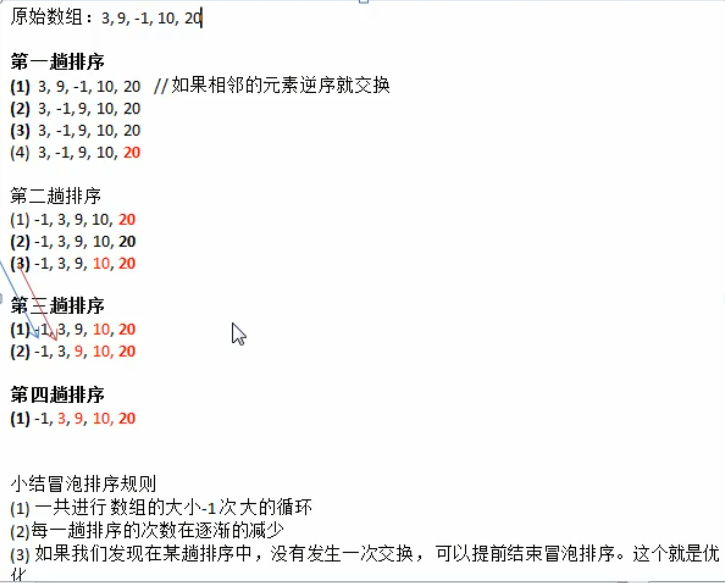 原始数组：3, 9, -1, 10, 20
第一趟排序
(1) 3, 9, -1, 10, 20 //如果相邻的元素逆序就交换
(2) 3, -1, 9, 10, 20
(3) 3, -1, 9, 10, 20
(4) 3, -1, 9, 10, 20
第二趟排序
(1) -1, 3, 9, 10, 20
(2) -1, 3, 9, 10, 20
(3) -1, 3, 9, 10, 20
第三趟排序
(1) -1, 3, 9, 10, 20
(2) -1, 3, 9, 10, 20
第四趟排序
(1) -1, 3, 9, 10, 20
小结冒泡排序规则
(1) 一共进行 数组的大小-1 次 大的循环
(2)每一趟排序的次数在逐渐的减少
(3) 如果我们发现在某趟排序中，没有发生一次交换， 可以提前结束冒泡排序。这个就是优
化